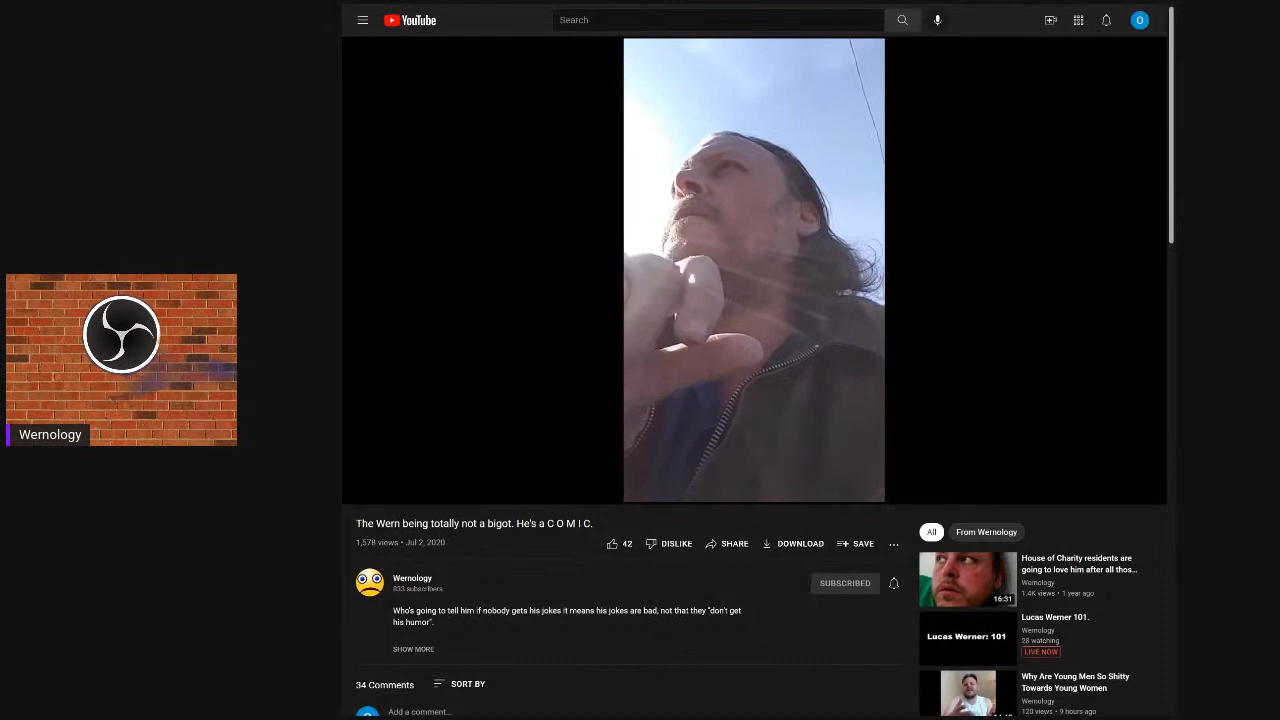 YouTube
Search
O
Wernology
The Wern being totally not a bigot. He's a C O M I C.
1,578 views • Jul 2, 2020
42
DISLIKE
SHARE
DOWNLOAD
SAVE
Wernology
833 subscribers
SUBSCRIBED
Who's going to tell him if nobody gets his jokes it means his jokes are bad, not that they "don't get
his humor".
SHOW MORE
34 Comments
SORT BY
Add a comment...
All
From Wernology
16:31
House of Charity residents are
going to love him after all thos...
Wernology
1.4K views • 1 year ago
Lucas Werner: 101
Lucas Werner 101.
Wernology
28 watching
LIVE NOW
Why Are Young Men So Shitty
Towards Young Women
Wernology
120 views • 9 hours ago